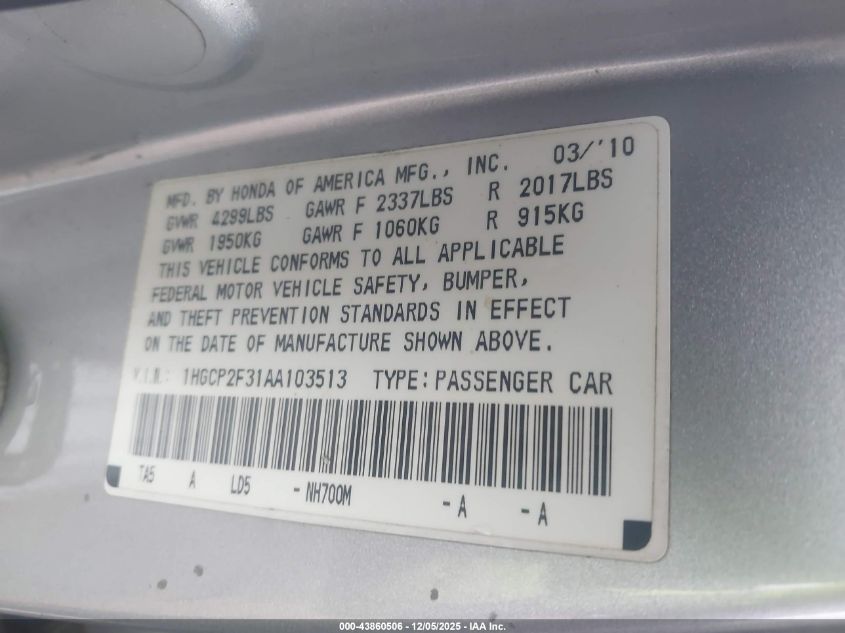 MFD. BY HONDA OF AMERICA MFG., INC. 03/'10
GVWR 4299LBS GAWR F 2337LBS R 2017LBS
GVWR 1950KG GAWR F 1060KG R 915KG
THIS VEHICLE CONFORMS TO ALL APPLICABLE
FEDERAL MOTOR VEHICLE SAFETY, BUMPER,
AND THEFT PREVENTION STANDARDS IN EFFECT
ON THE DATE OF MANUFACTURE SHOWN ABOVE.
V.I.N.: 1HGCP2F31AA103513 TYPE: PASSENGER CAR
TA5 A LD5 - NH700M - A - A
000-43860506 - 12/05/2025 - IAA Inc.